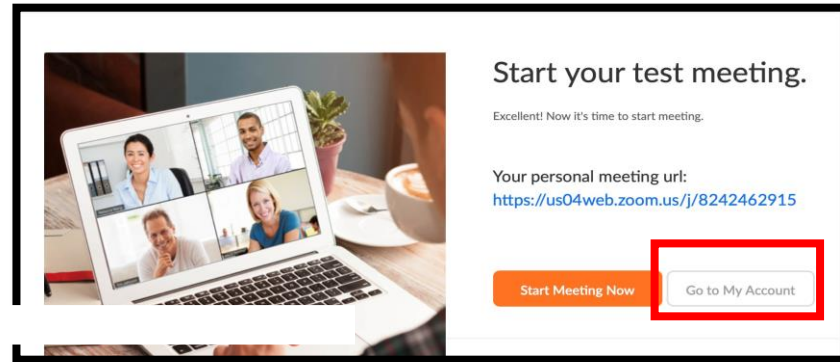 Start your test meeting.
Excellent! Now it's time to start meeting.
Your personal meeting url:
https://us04web.zoom.us/j/8242462915
Start Meeting Now
Go to My Account